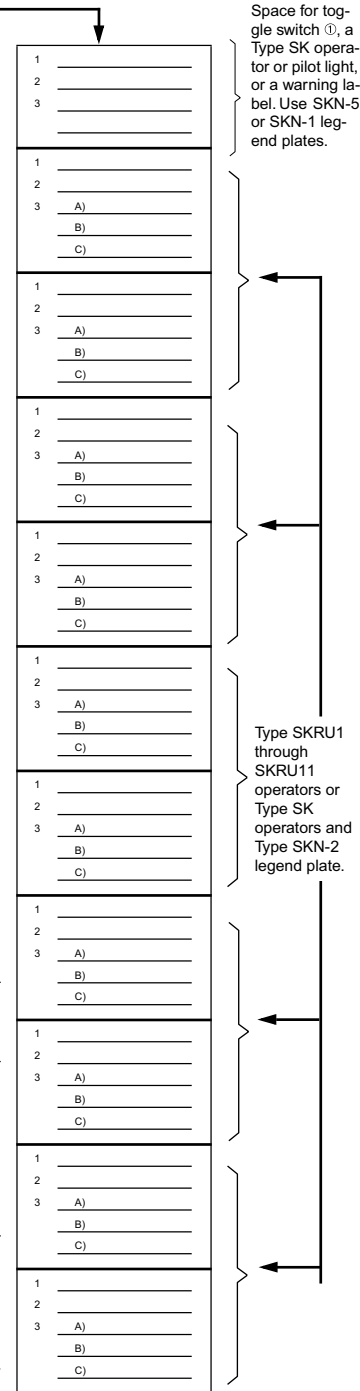 Space for tog-
gle switch ①, a
Type SK opera-
tor or pilot light,
or a warning la-
bel. Use SKN-5
or SKN-1 leg-
end plates.
1
2
3
1
2
3 A)
B)
C)
1
2
3 A)
B)
C)
1
2
3 A)
B)
C)
1
2
3 A)
B)
C)
1
2
3 A)
B)
C)
Type SKRU1
through
SKRU11
operators or
Type SK
operators and
Type SKN-2
legend plate.
1
2
3 A)
B)
C)
1
2
3 A)
B)
C)
1
2
3 A)
B)
C)
1
2
3 A)
B)
C)
1
2
3 A)
B)
C)